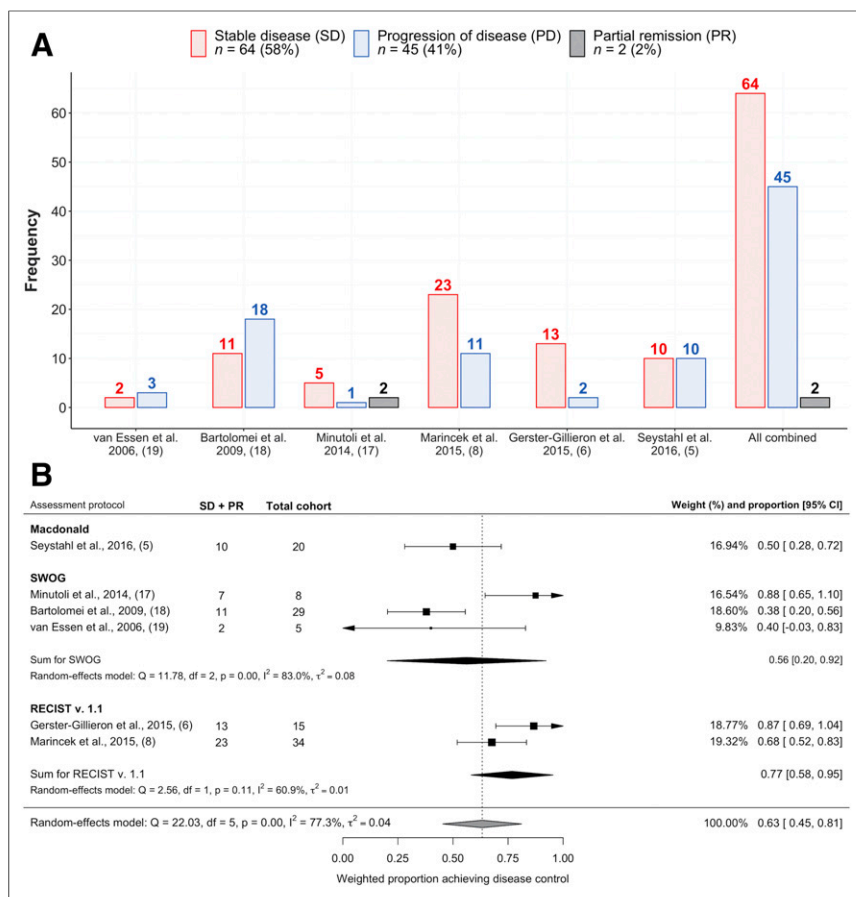 A
Stable disease (SD) Progression of disease (PD) Partial remission (PR)
n = 64 (58%) n = 45 (41%) n = 2 (2%)
Frequency
60
50
40
30
20
10
0
2 3 11 18 5 1 2 23 11 13 2 10 10 64 45 2
van Essen et al. Bartolomei et al. Minutoli et al. Marincek et al. Gerster-Gillieron et al. Seystahl et al. All combined
2006, (19) 2009, (18) 2014, (17) 2015, (8) 2015, (6) 2016, (5)
B
Assessment protocol SD + PR Total cohort Weight (%) and proportion [95% CI]
Macdonald
Seystahl et al., 2016, (5) 10 20 16.94% 0.50 [ 0.28, 0.72]
SWOG
Minutoli et al. 2014, (17) 7 8 16.54% 0.88 [ 0.65, 1.10]
Bartolomei et al. 2009, (18) 11 29 18.60% 0.38 [ 0.20, 0.56]
van Essen et al. 2006, (19) 2 5 9.83% 0.40 [-0.03, 0.83]
Sum for SWOG 0.56 [0.20, 0.92]
Random-effects model: Q = 11.78, df = 2, p = 0.00, I² = 83.0%, τ² = 0.08
RECIST v. 1.1
Gerster-Gillieron et al., 2015, (6) 13 15 18.77% 0.87 [ 0.69, 1.04]
Marincek et al., 2015, (8) 23 34 19.32% 0.68 [ 0.52, 0.83]
Sum for RECIST v. 1.1 0.77 [0.58, 0.95]
Random-effects model: Q = 2.56, df = 1, p = 0.11, I² = 60.9%, τ² = 0.01
Random-effects model: Q = 22.03, df = 5, p = 0.00, I² = 77.3%, τ² = 0.04 100.00% 0.63 [ 0.45, 0.81]
0.00 0.25 0.50 0.75 1.00
Weighted proportion achieving disease control